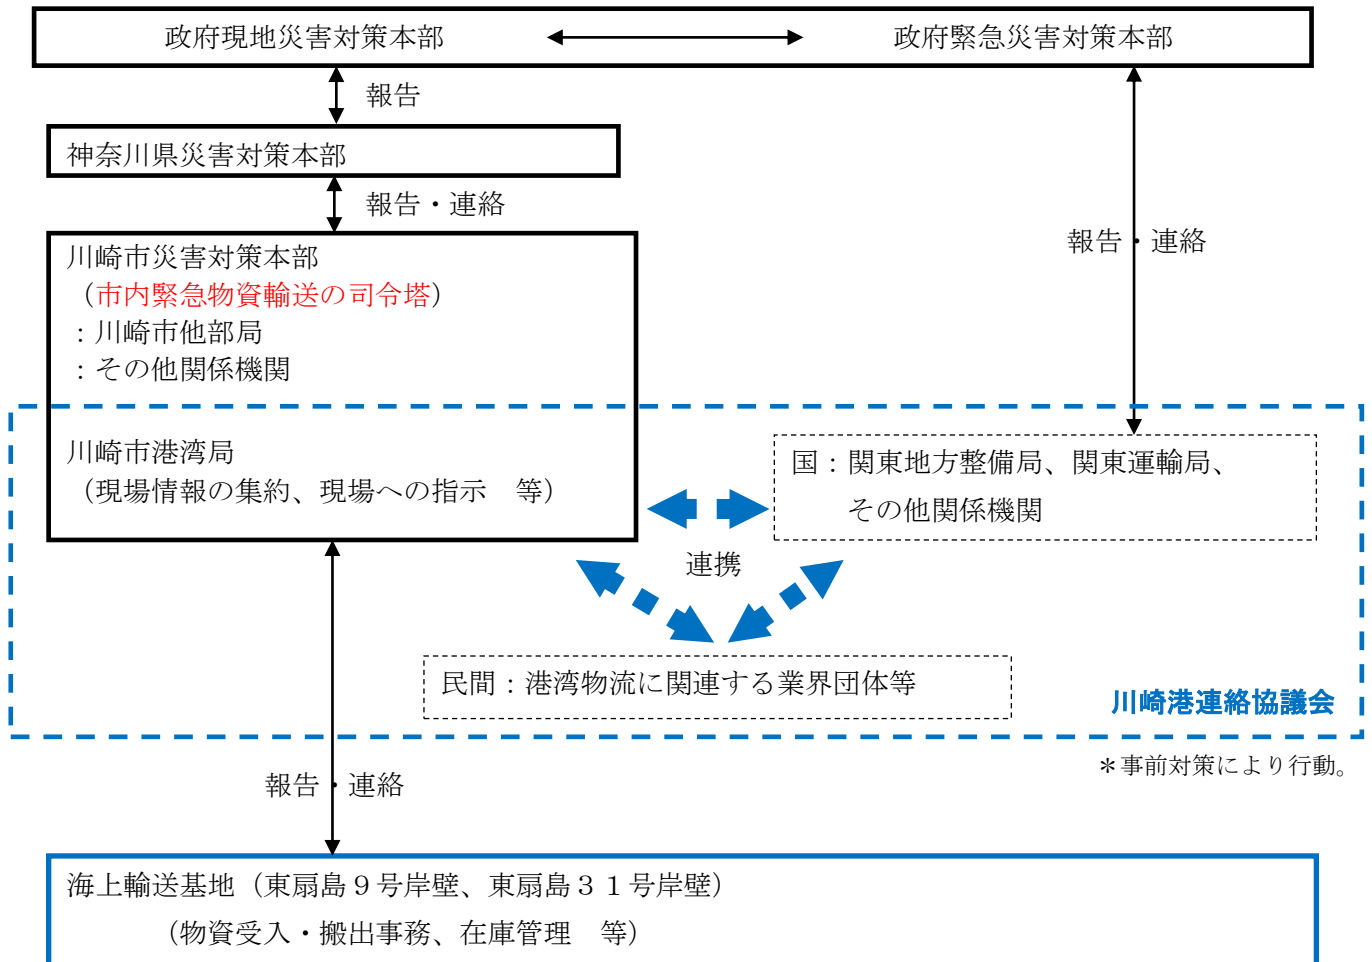 政府現地災害対策本部
政府緊急災害対策本部
報告
神奈川県災害対策本部
報告・連絡
報告・連絡
川崎市災害対策本部
（市内緊急物資輸送の司令塔）
：川崎市他部局
：その他関係機関
川崎市港湾局
（現場情報の集約、現場への指示　等）
国：関東地方整備局、関東運輸局、
その他関係機関
連携
民間：港湾物流に関連する業界団体等
川崎港連絡協議会
＊事前対策により行動。
報告・連絡
海上輸送基地（東扇島９号岸壁、東扇島３１号岸壁）
（物資受入・搬出事務、在庫管理　等）